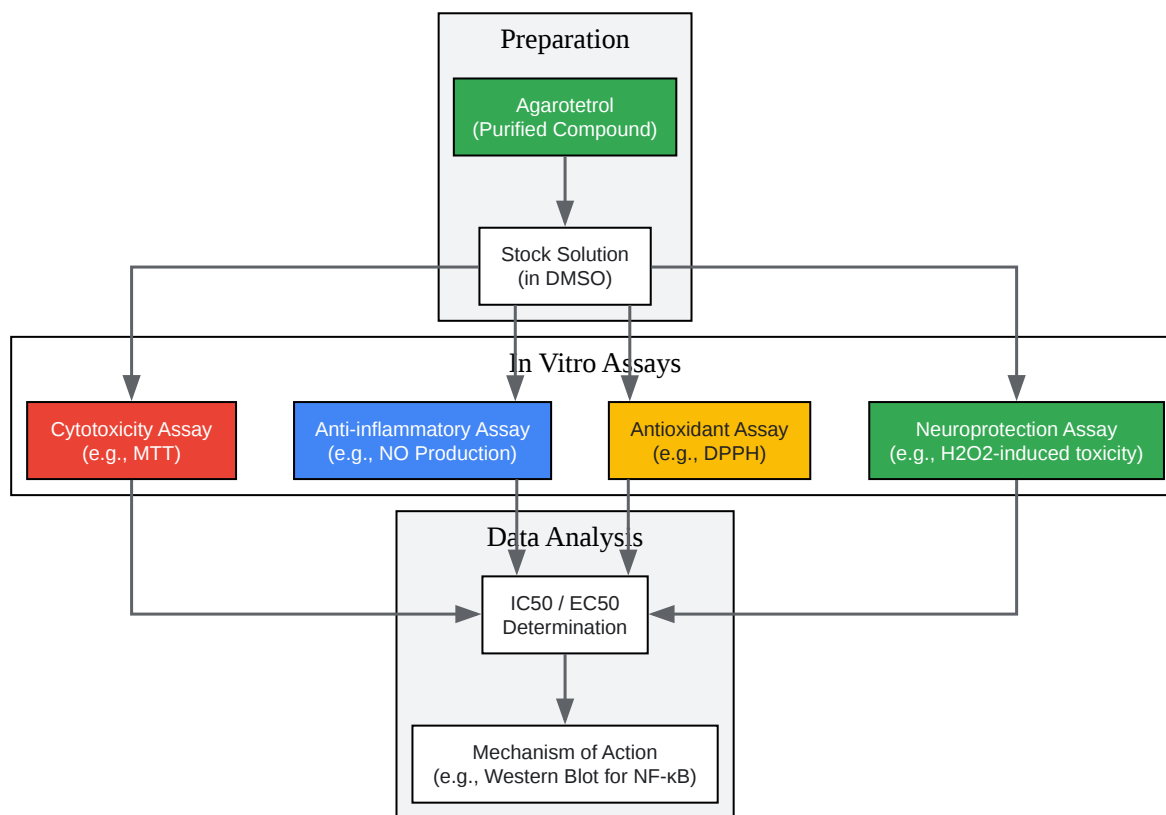 Preparation
Agarotetrol
(Purified Compound)
Stock Solution
(in DMSO)
In Vitro Assays
Cytotoxicity Assay
(e.g., MTT)
Anti-inflammatory Assay
(e.g., NO Production)
Antioxidant Assay
(e.g., DPPH)
Neuroprotection Assay
(e.g., H2O2-induced toxicity)
Data Analysis
IC50 / EC50
Determination
Mechanism of Action
(e.g., Western Blot for NF-κB)